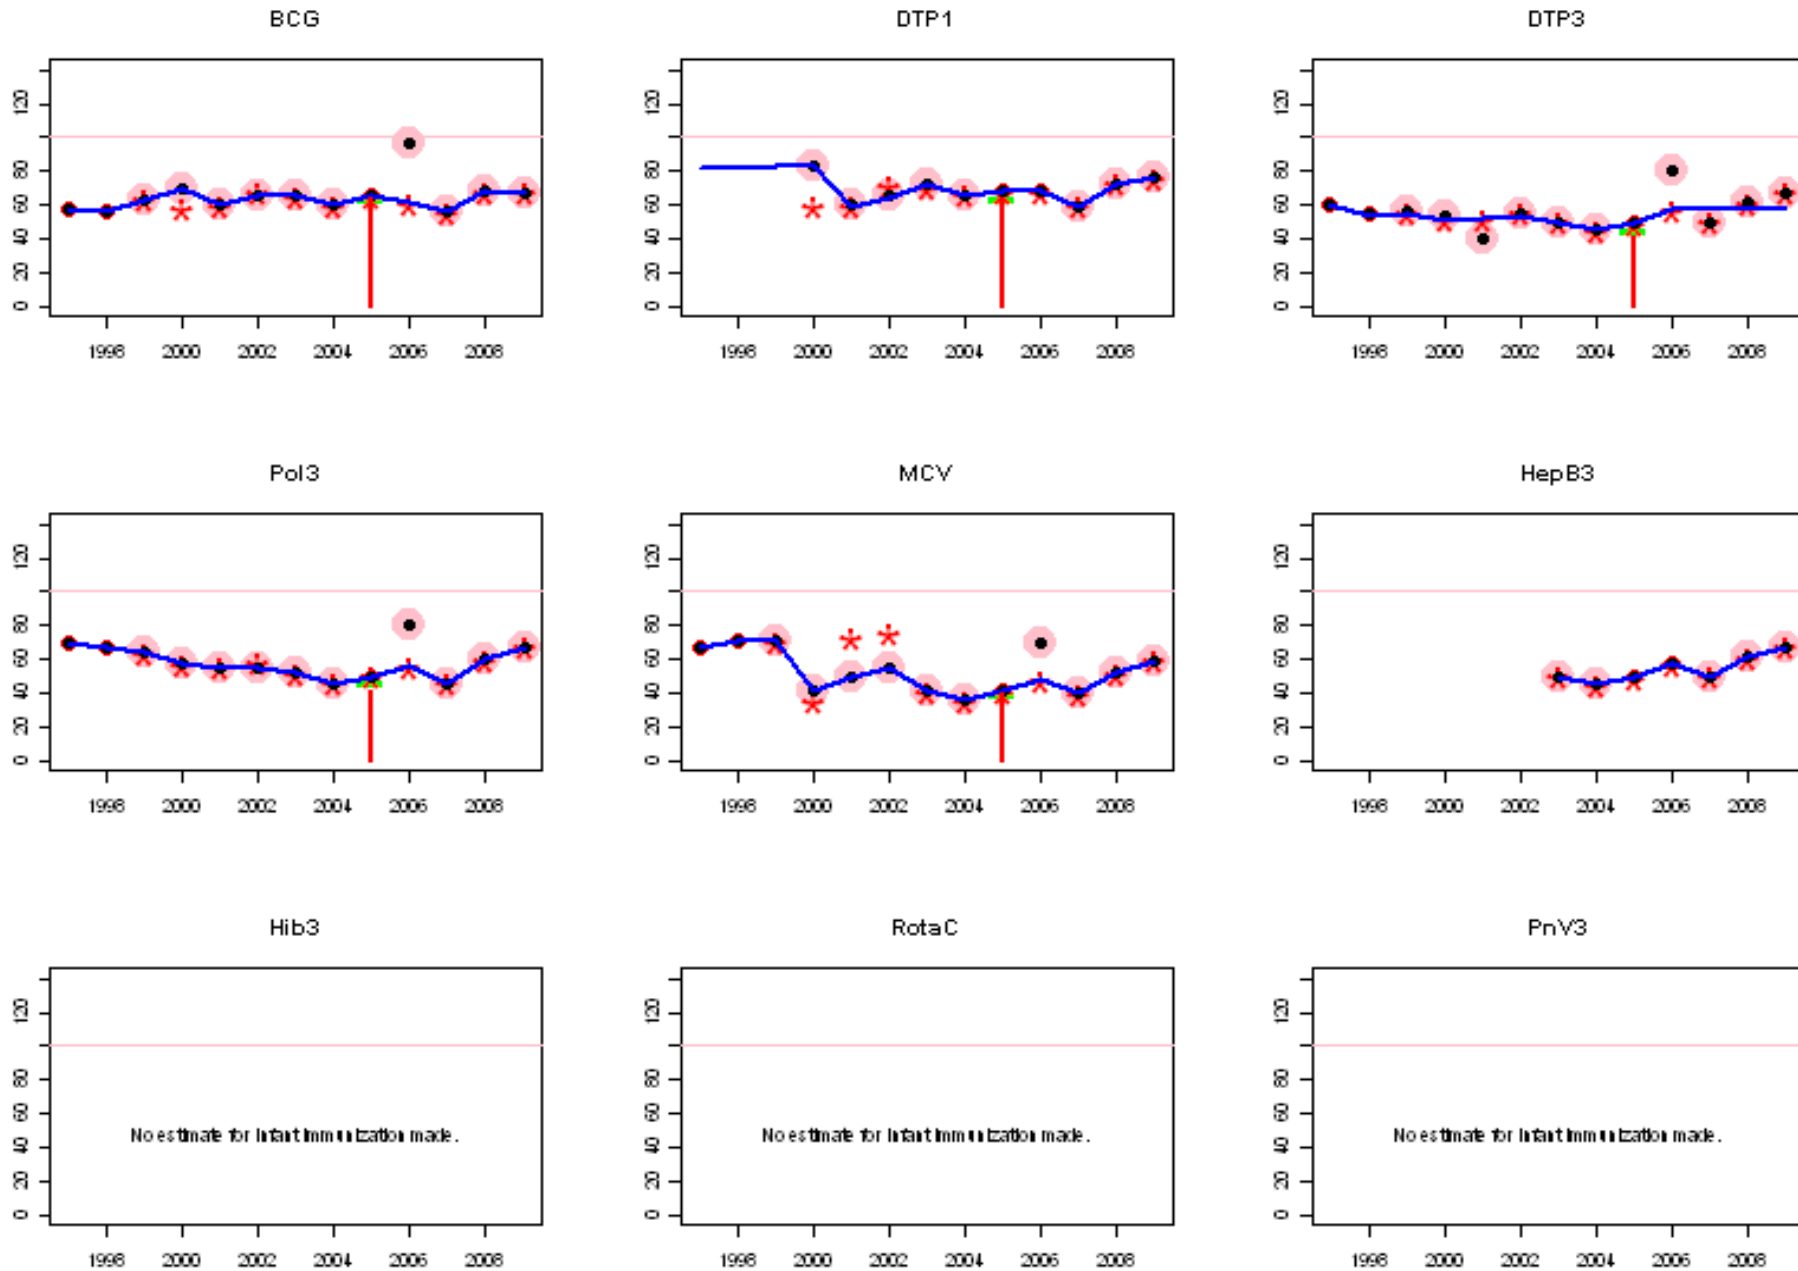 BCG DTP1 DTP3
120 120 120
80 80 80
60 60 60
40 40 40
20 20 20
0 0 0
1998 2000 2002 2004 2006 2008 1998 2000 2002 2004 2006 2008 1998 2000 2002 2004 2006 2008
Pol3 MCV HepB3
120 120 120
80 80 80
60 60 60
40 40 40
20 20 20
0 0 0
1998 2000 2002 2004 2006 2008 1998 2000 2002 2004 2006 2008 1998 2000 2002 2004 2006 2008
Hib3 RotaC PnV3
120 120 120
80 80 80
60 60 60
No estimate for infant immunization made. No estimate for infant immunization made. No estimate for infant immunization made.
40 40 40
20 20 20
0 0 0
1998 2000 2002 2004 2006 2008 1998 2000 2002 2004 2006 2008 1998 2000 2002 2004 2006 2008